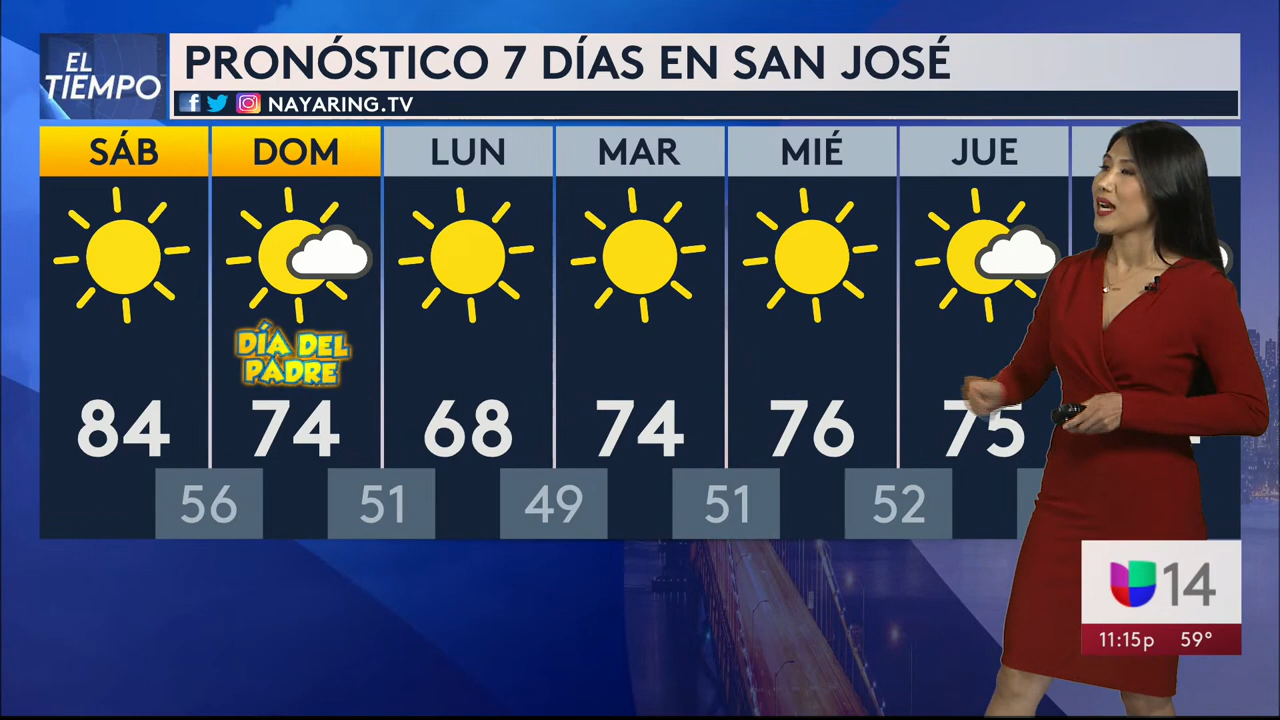 EL
TIEMPO
PRONÓSTICO 7 DÍAS EN SAN JOSÉ
NAYARING.TV
SÁB DOM LUN MAR MIÉ JUE
DÍA DEL
PADRE
84 74 68 74 76 75
56 51 49 51 52
14
11:15p 59°